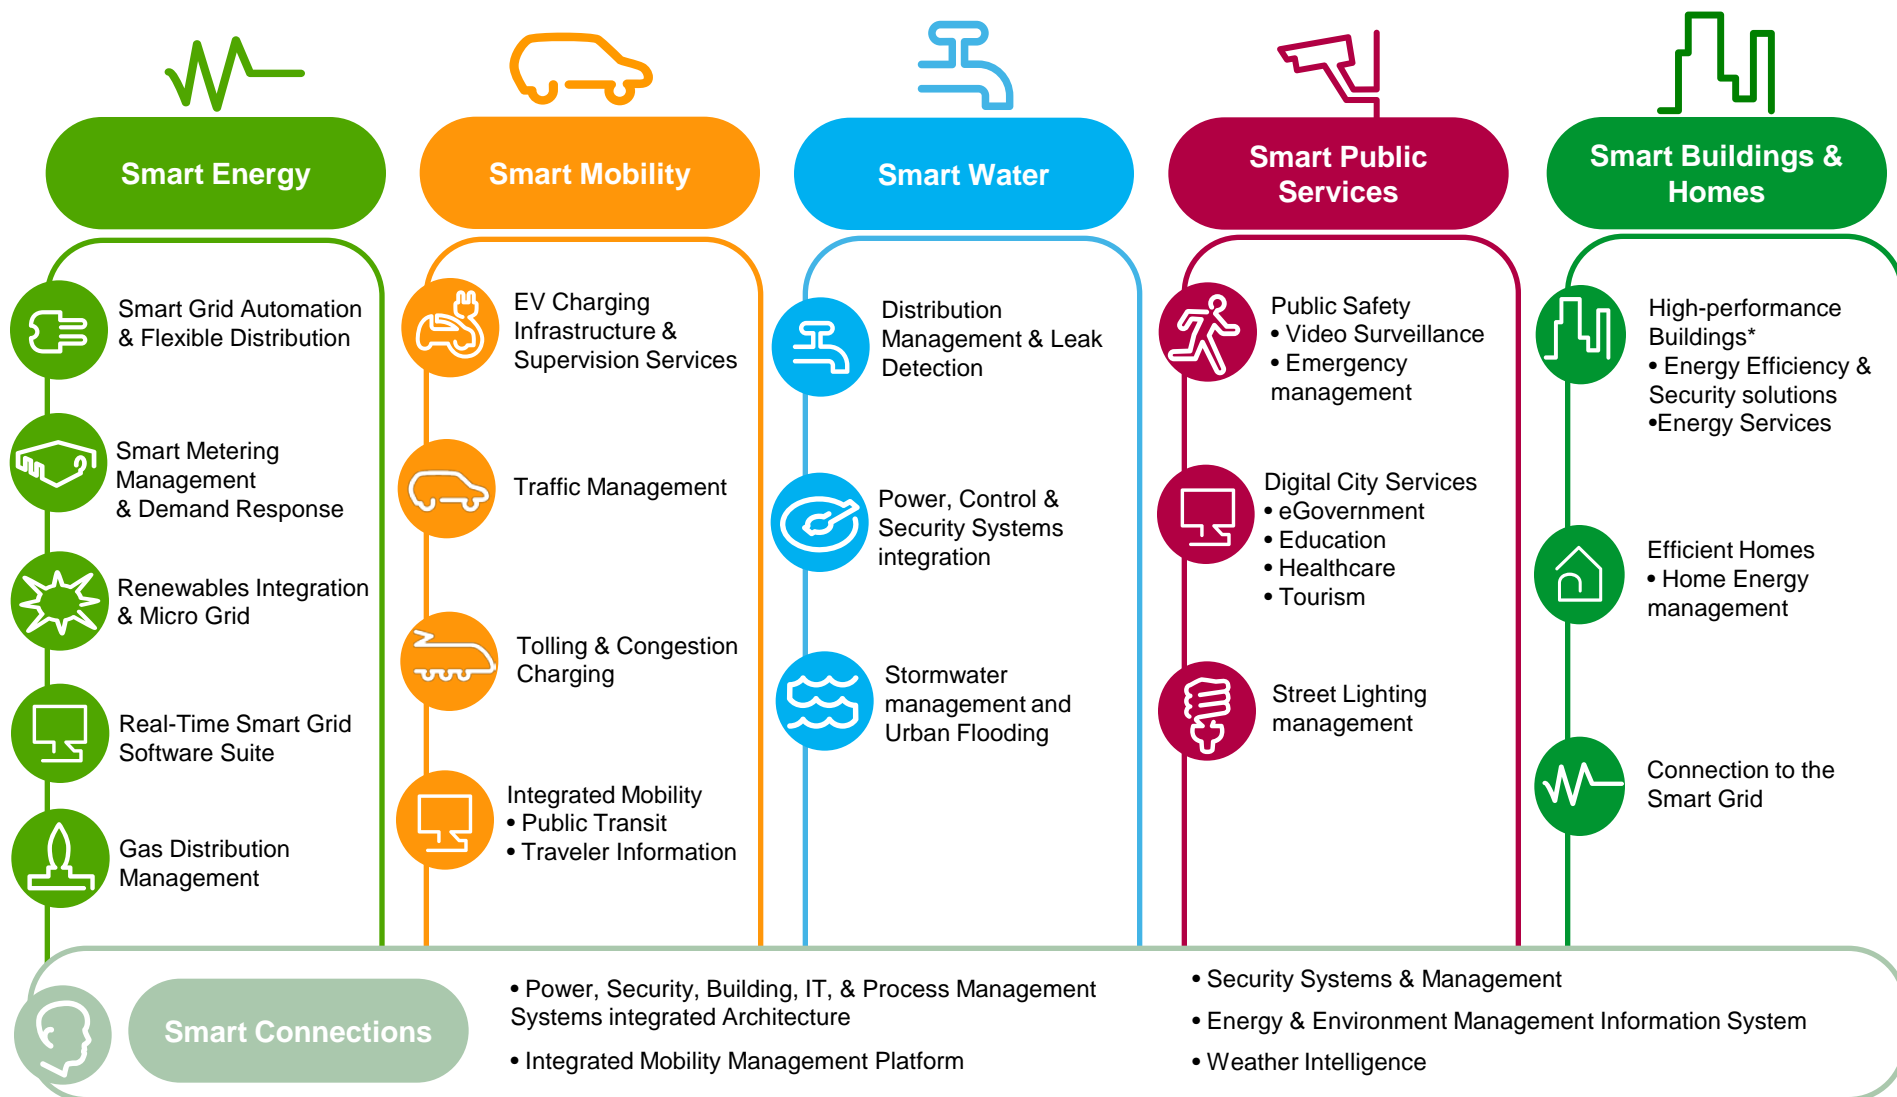 Smart Energy
Smart Mobility
Smart Water
Smart Public
Services
Smart Buildings &
Homes
Smart Grid Automation
& Flexible Distribution
Smart Metering
Management
& Demand Response
Renewables Integration
& Micro Grid
Real-Time Smart Grid
Software Suite
Gas Distribution
Management
EV Charging
Infrastructure &
Supervision Services
Traffic Management
Tolling & Congestion
Charging
Integrated Mobility
• Public Transit
• Traveler Information
Distribution
Management & Leak
Detection
Power, Control &
Security Systems
integration
Stormwater
management and
Urban Flooding
Public Safety
• Video Surveillance
• Emergency
management
Digital City Services
• eGovernment
• Education
• Healthcare
• Tourism
Street Lighting
management
High-performance
Buildings*
• Energy Efficiency &
Security solutions
•Energy Services
Efficient Homes
• Home Energy
management
Connection to the
Smart Grid
Smart Connections
• Power, Security, Building, IT, & Process Management
Systems integrated Architecture
• Integrated Mobility Management Platform
• Security Systems & Management
• Energy & Environment Management Information System
• Weather Intelligence